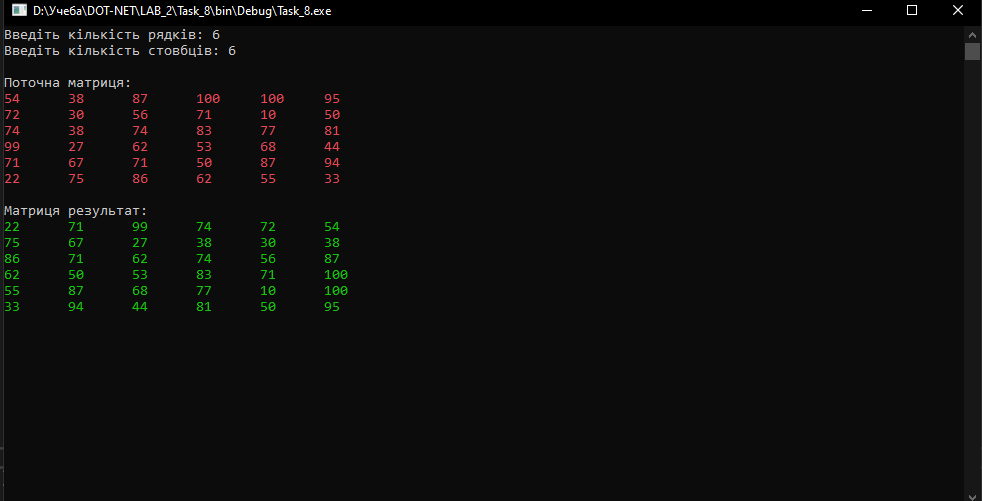 D:\Учеба\DOT-NET\LAB_2\Task_8\bin\Debug\Task_8.exe
Введіть кількість рядків: 6
Введіть кількість стовбців: 6
Поточна матриця:
54 38 87 100 100 95
72 30 56 71 10 50
74 38 74 83 77 81
99 27 62 53 68 44
71 67 71 50 87 94
22 75 86 62 55 33
Матриця результат:
22 71 99 74 72 54
75 67 27 38 30 38
86 71 62 74 56 87
62 50 53 83 71 100
55 87 68 77 10 100
33 94 44 81 50 95